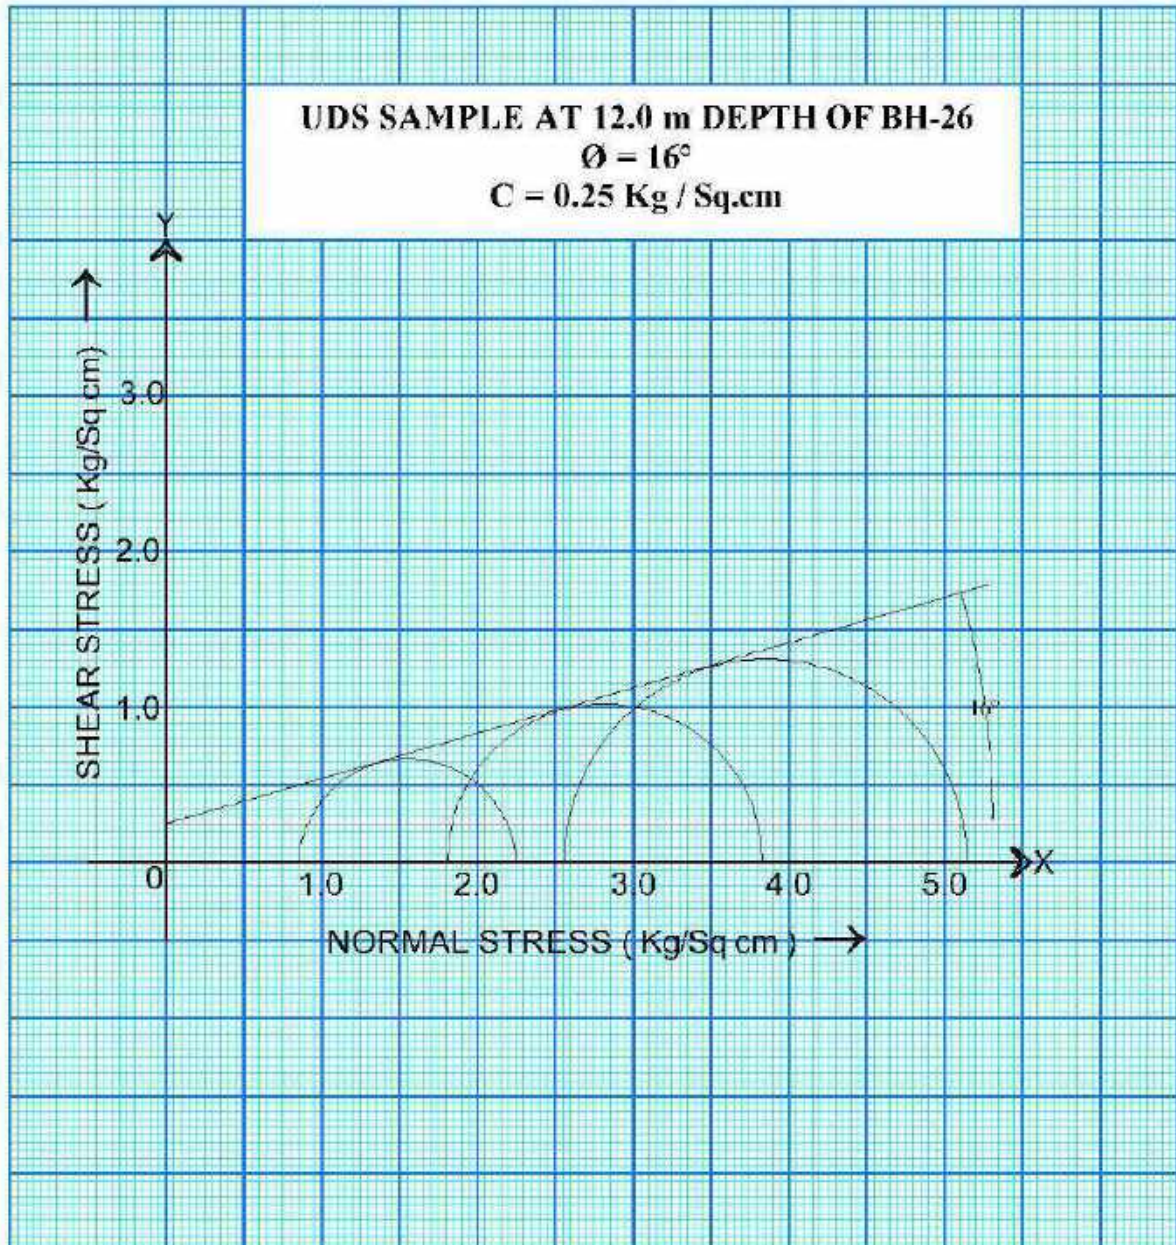 UDS SAMPLE AT 12.0 m DEPTH OF BH-26
Ø = 16°
C = 0.25 Kg / Sq.cm
Y
SHEAR STRESS ( Kg/Sq cm)
3.0
2.0
1.0
0
1.0
2.0
3.0
4.0
5.0
X
NORMAL STRESS ( Kg/Sq cm )